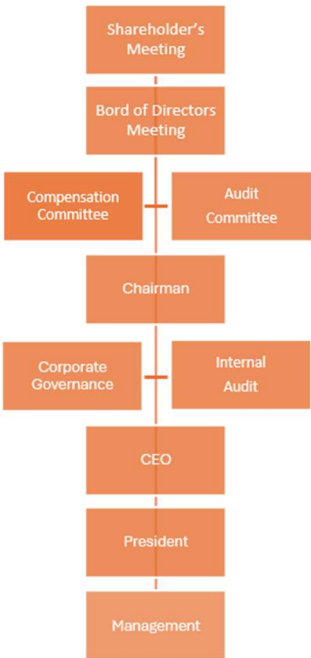 Shareholder's
Meeting
Bord of Directors
Meeting
Compensation
Committee
Audit
Committee
Chairman
Corporate
Governance
Internal
Audit
CEO
President
Management